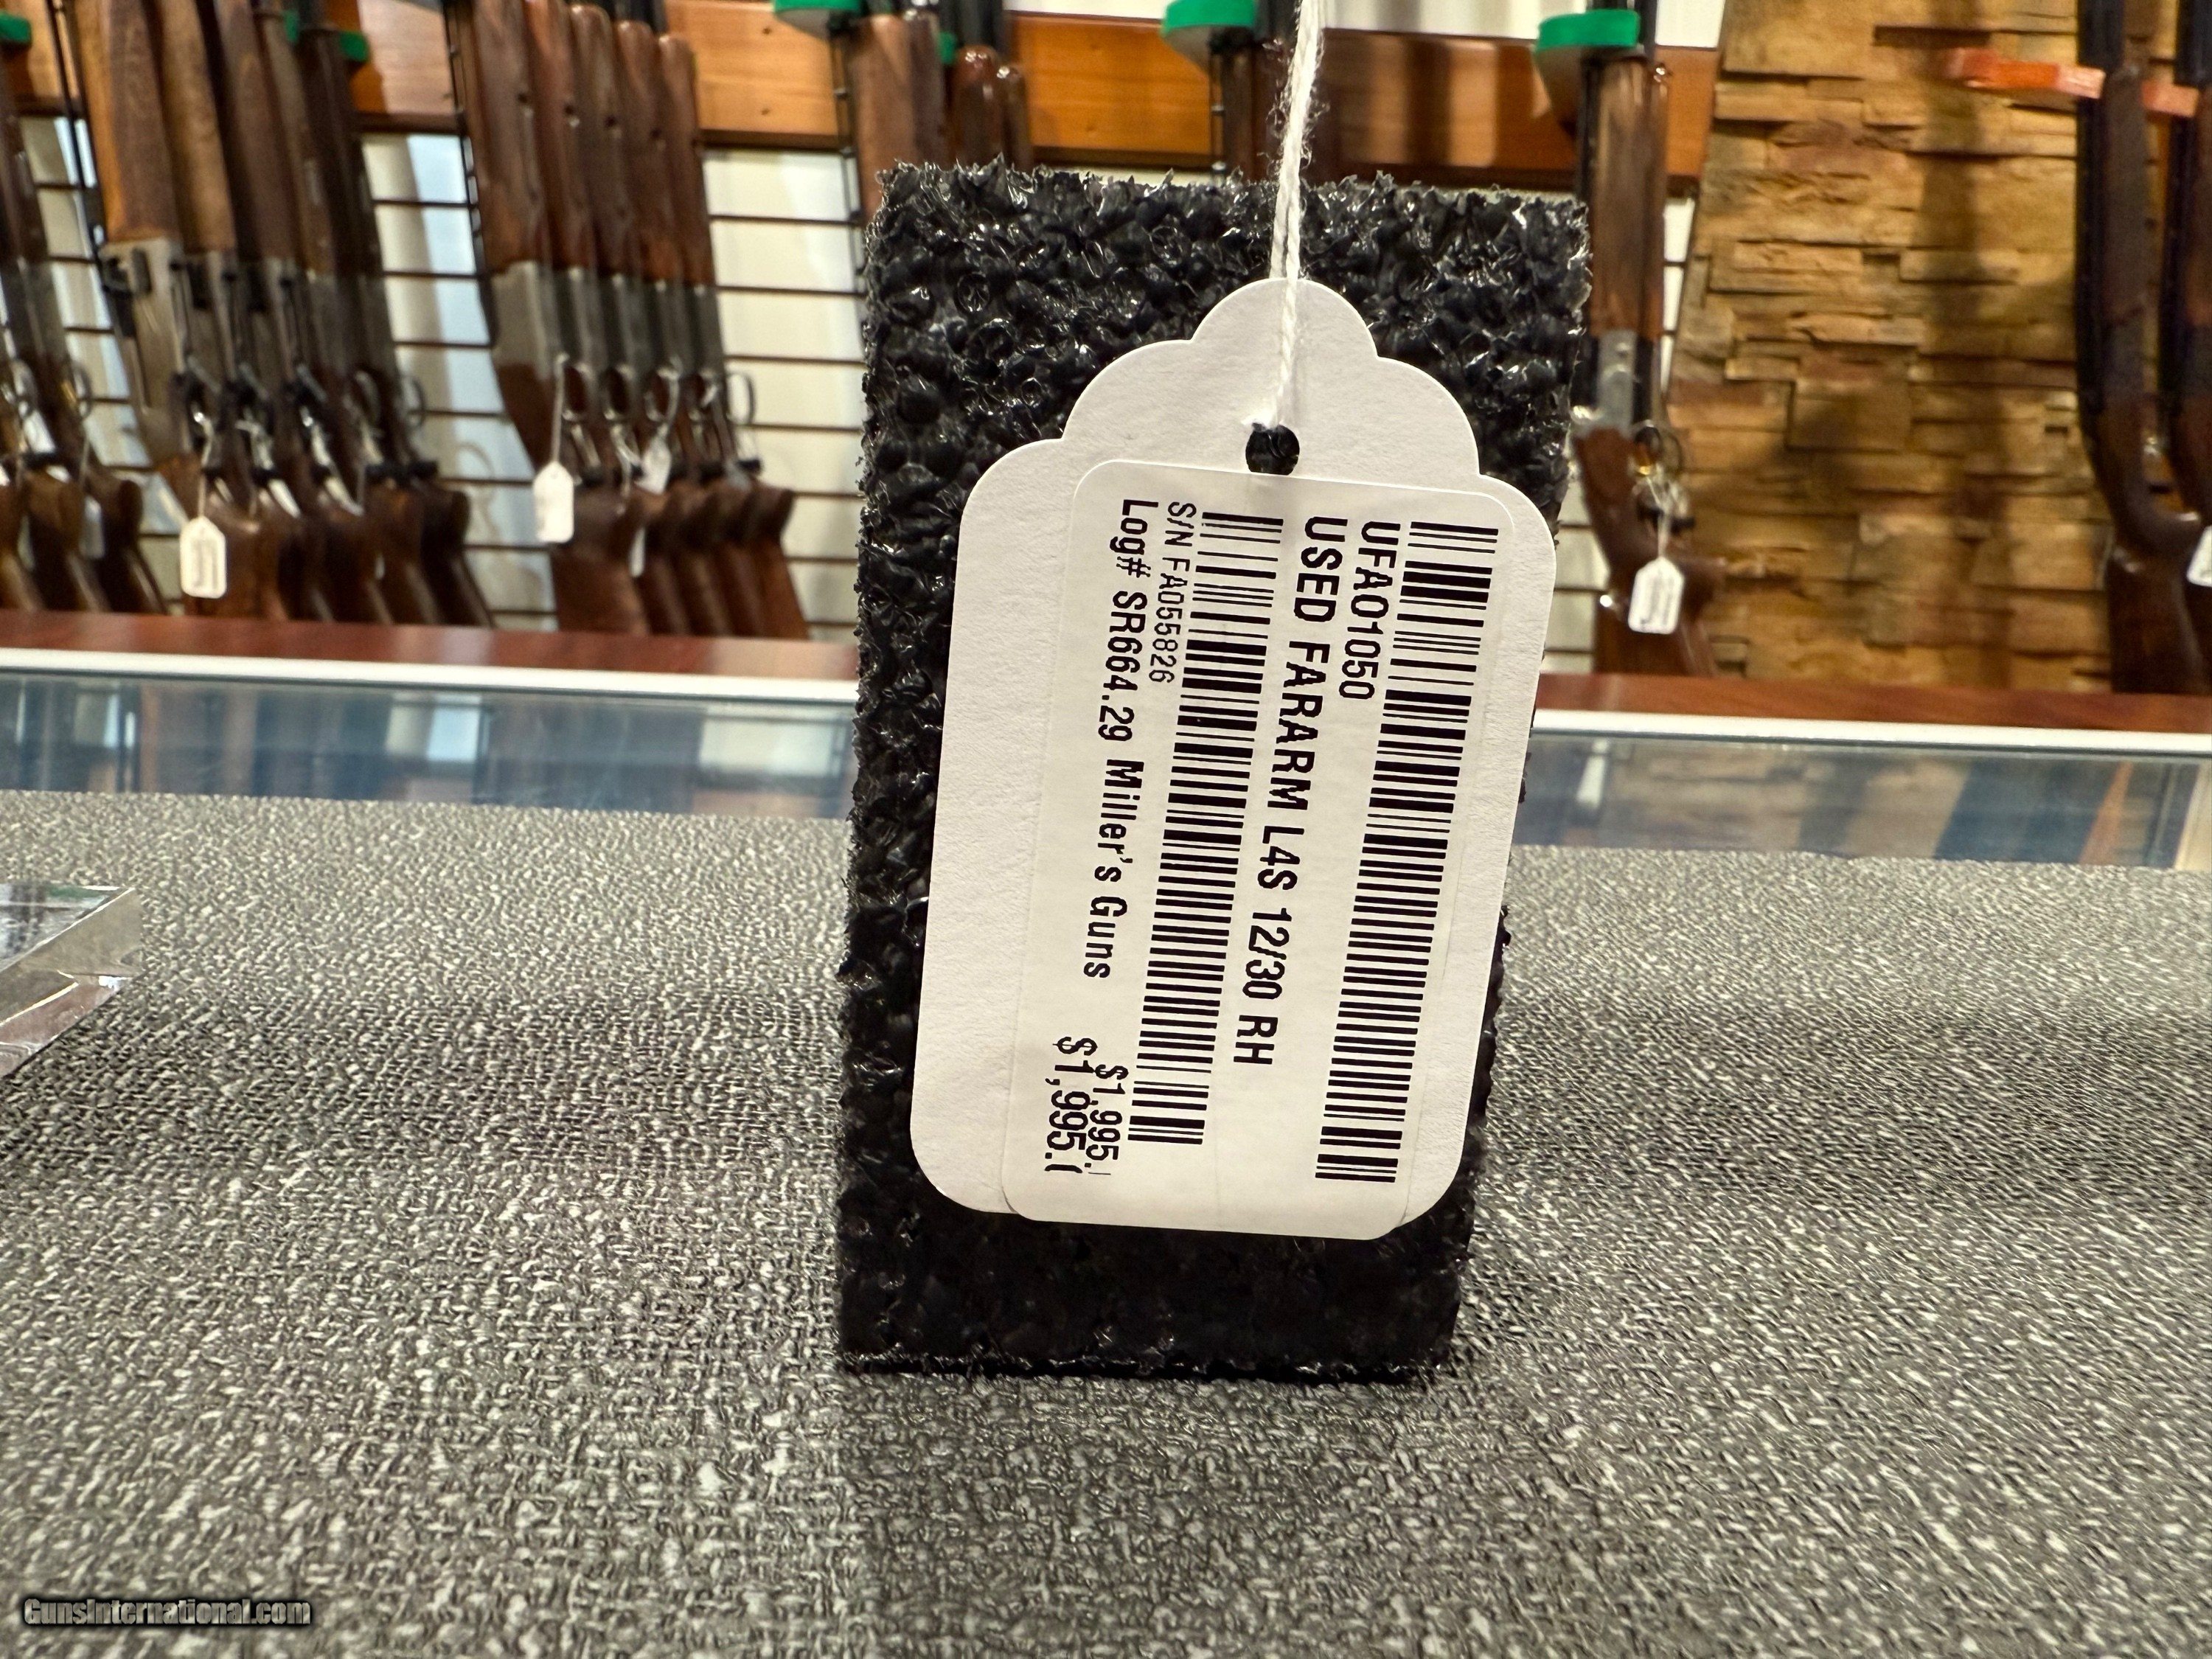 UFA01050
USED FARARM L4S 12/30 RH
S/N FA055826
$1,995.
Log# SR664.29 Miller's Guns
$1,995.(
GunsInternational.com